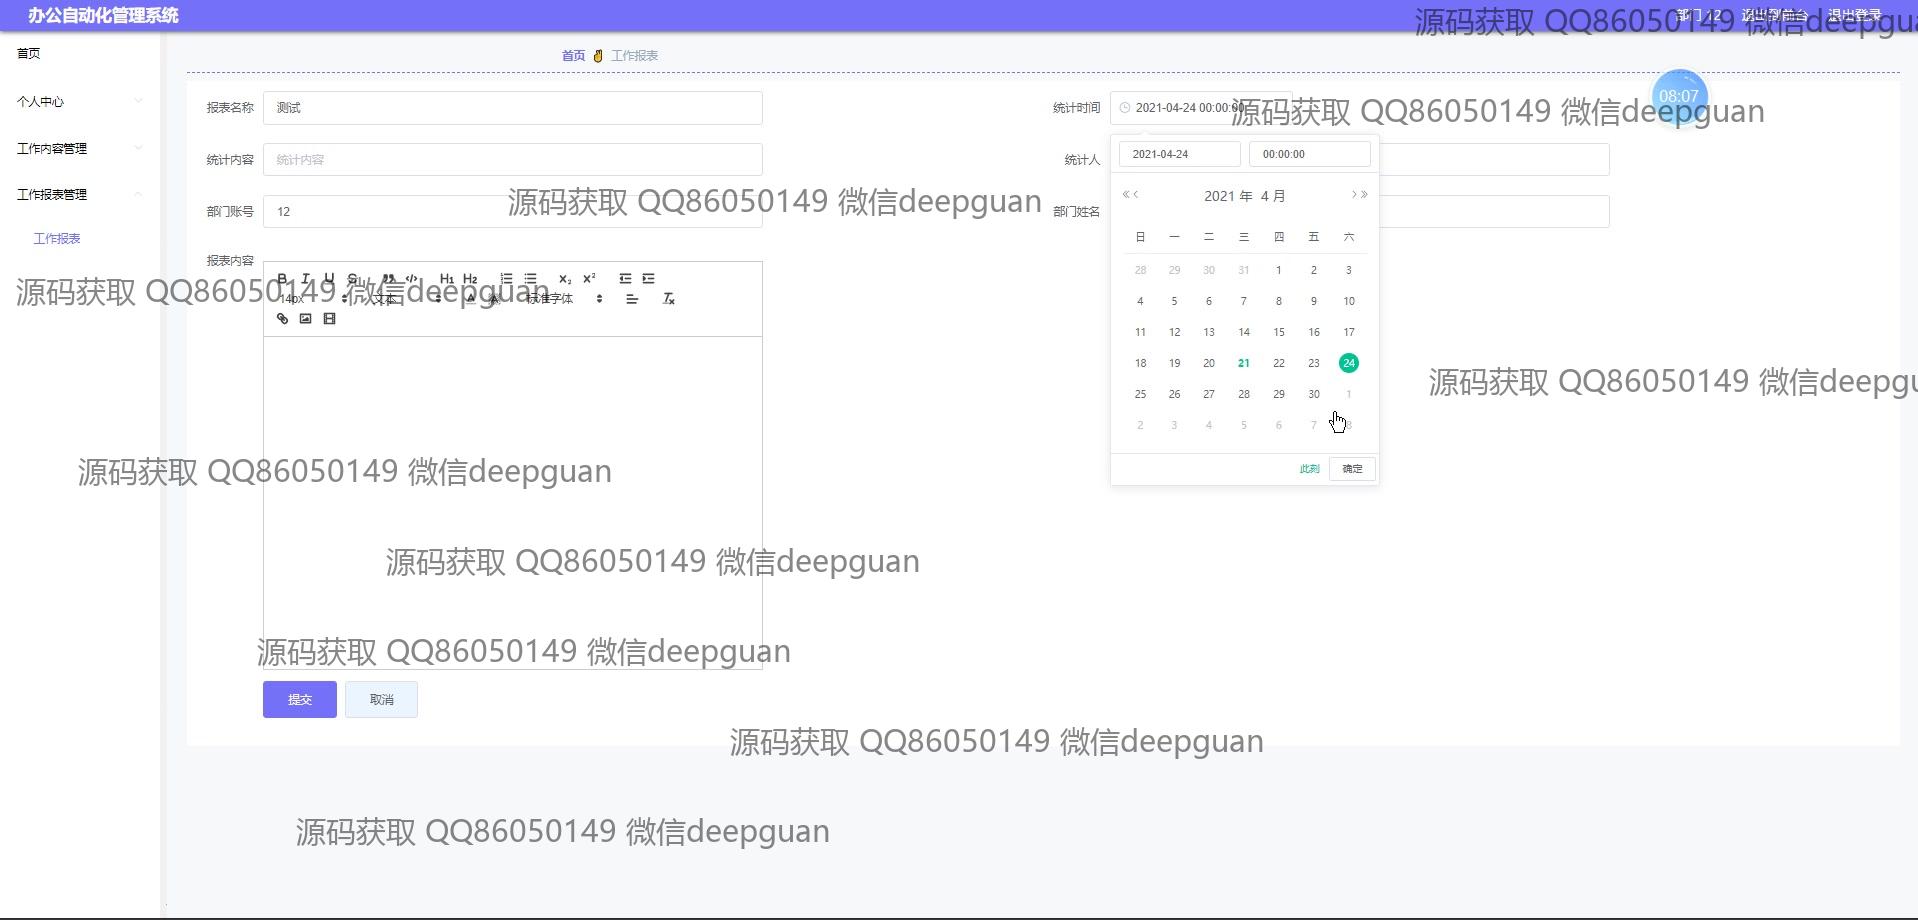 办公自动化管理系统
部门 12 退出到前台 退出登录
源码获取 QQ86050149 微信deepgua
首页
个人中心
工作内容管理
工作报表管理
工作报表
首页 工作报表
08:07
报表名称 测试
统计时间 2021-04-24 00:00:00
源码获取 QQ86050149 微信deepguan
统计内容 统计内容
统计人
2021-04-24 00:00:00
部门账号 12
部门姓名
源码获取 QQ86050149 微信deepguan
2021 年 4 月
日 一 二 三 四 五 六
28 29 30 31 1 2 3
4 5 6 7 8 9 10
11 12 13 14 15 16 17
18 19 20 21 22 23 24
25 26 27 28 29 30 1
2 3 4 5 6 7 8
此刻 确定
报表内容
B I U S H1 H2 X₂ X²
14px 文本 A A 标准字体
源码获取 QQ86050149 微信deepguan
源码获取 QQ86050149 微信deepgu
源码获取 QQ86050149 微信deepguan
源码获取 QQ86050149 微信deepguan
源码获取 QQ86050149 微信deepguan
提交 取消
源码获取 QQ86050149 微信deepguan
源码获取 QQ86050149 微信deepguan